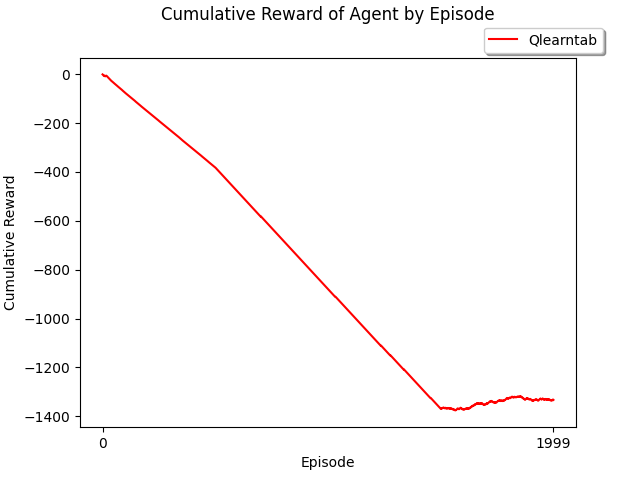 Cumulative Reward of Agent by Episode
Qlearntab
0
−200
−400
−600
−800
−1000
−1200
−1400
Cumulative Reward
0 1999
Episode